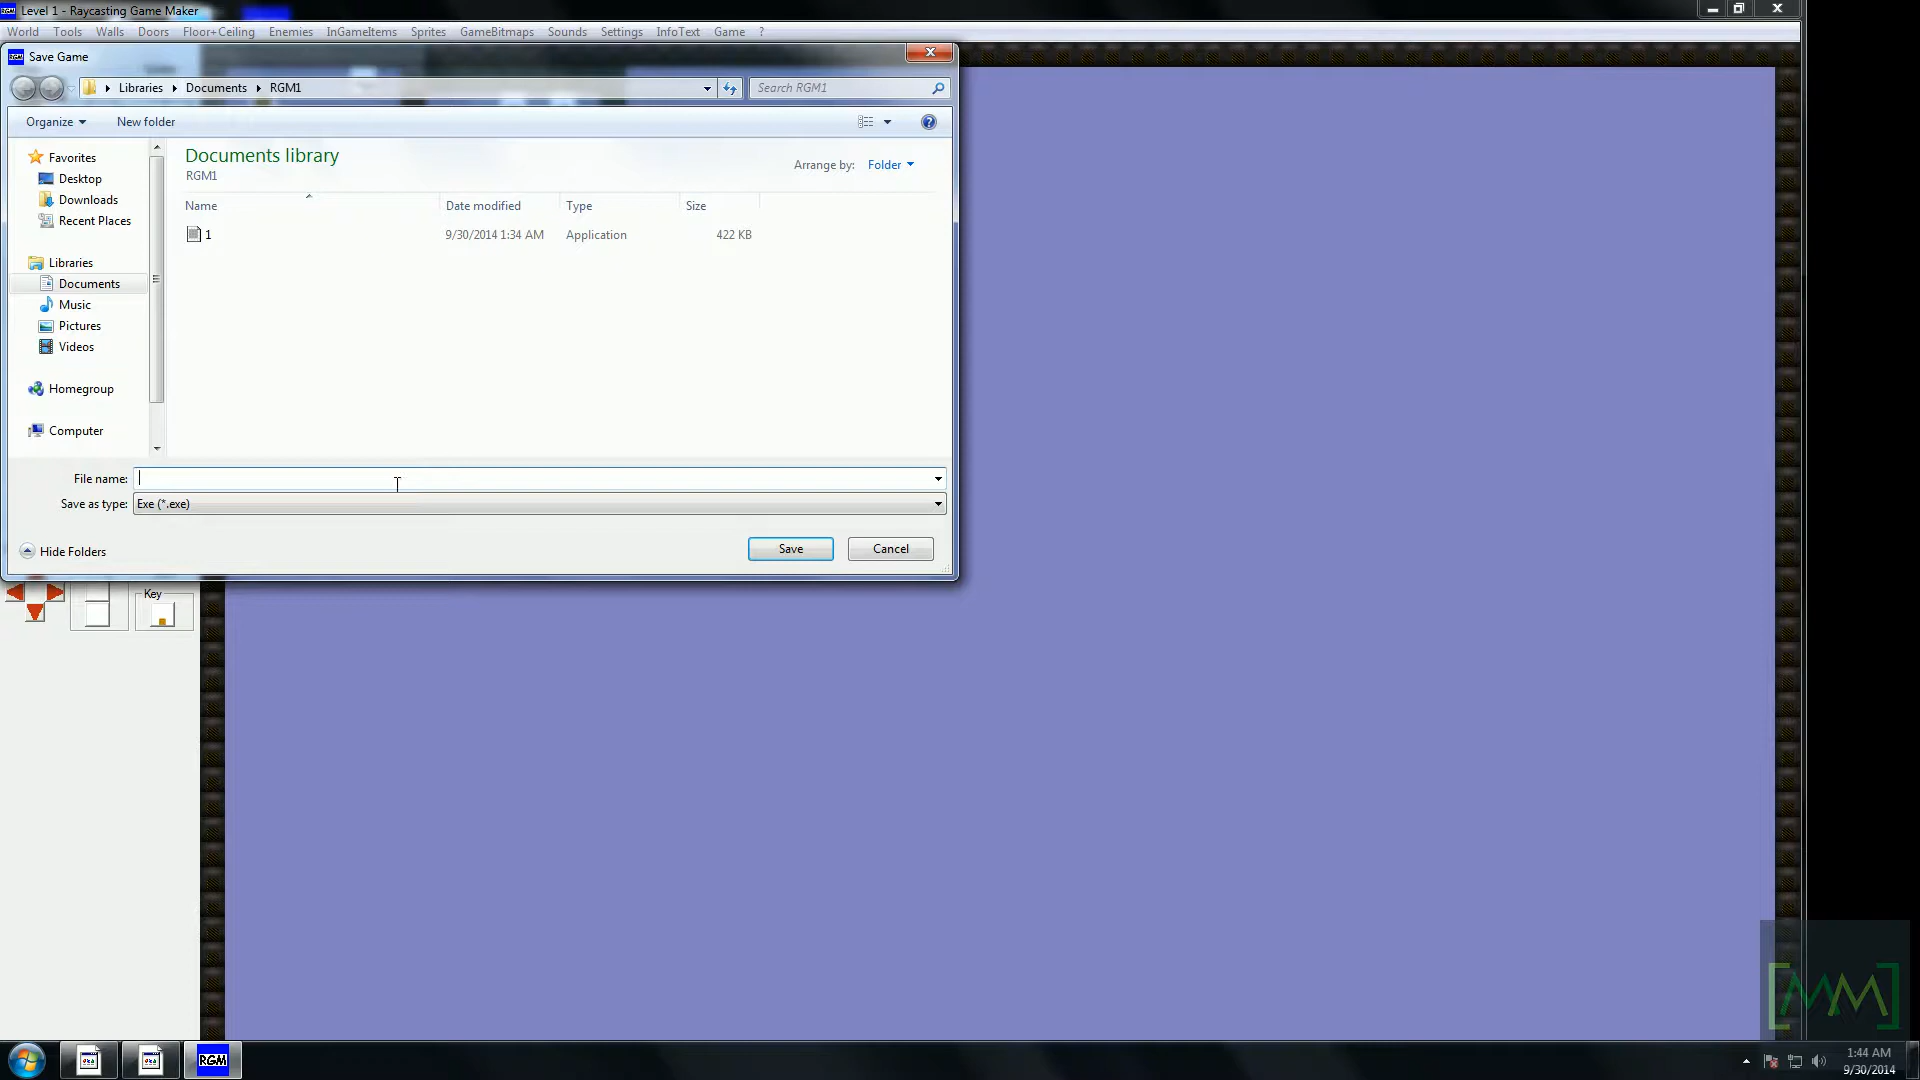 Level 1 - Raycasting Game Maker
World Tools Walls Doors Floor+Ceiling Enemies InGameItems Sprites GameBitmaps Sounds Settings InfoText Game ?
RGM Save Game
Libraries Documents RGM1 Search RGM1
Organize New folder
Favorites
Desktop
Downloads
Recent Places
Libraries
Documents
Music
Pictures
Videos
Homegroup
Computer
Documents library
RGM1
Arrange by: Folder
Name Date modified Type Size
1 9/30/2014 1:34 AM Application 422 KB
File name:
Save as type: Exe (*.exe)
Hide Folders Save Cancel
Key
[MM]
RGM
1:44 AM
9/30/2014